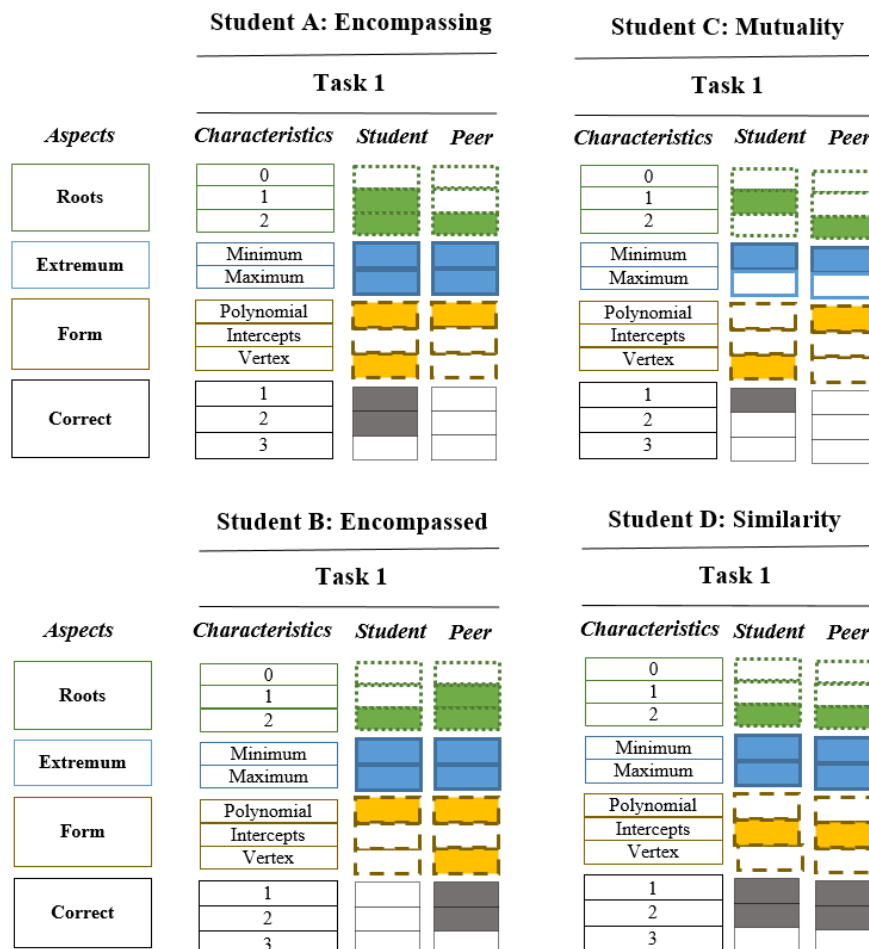 Student A: Encompassing
Task 1
Aspects Characteristics Student Peer
Roots
0
1
2
Extremum
Minimum
Maximum
Form
Polynomial
Intercepts
Vertex
Correct
1
2
3
Student C: Mutuality
Task 1
Characteristics Student Peer
0
1
2
Minimum
Maximum
Polynomial
Intercepts
Vertex
1
2
3
Student B: Encompassed
Task 1
Aspects Characteristics Student Peer
Roots
0
1
2
Extremum
Minimum
Maximum
Form
Polynomial
Intercepts
Vertex
Correct
1
2
3
Student D: Similarity
Task 1
Characteristics Student Peer
0
1
2
Minimum
Maximum
Polynomial
Intercepts
Vertex
1
2
3